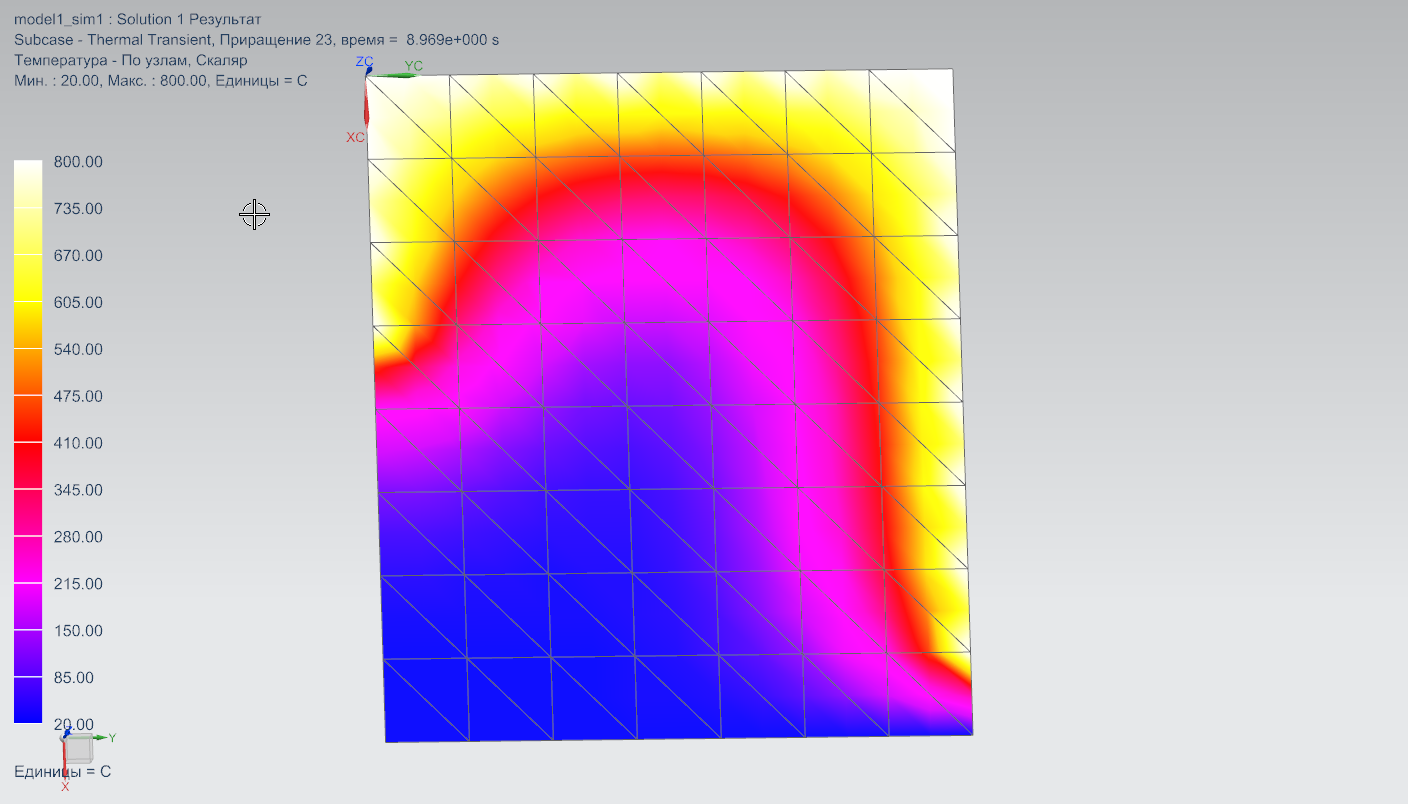 model1_sim1 : Solution 1 Результат
Subcase - Thermal Transient, Приращение 23, время = 8.969e+000 s
Температура - По узлам, Скаляр
Мин. : 20.00, Макс. : 800.00, Единицы = C
ZC
YC
XC
800.00
735.00
670.00
605.00
540.00
475.00
410.00
345.00
280.00
215.00
150.00
85.00
20.00
Y
Единицы = C
X